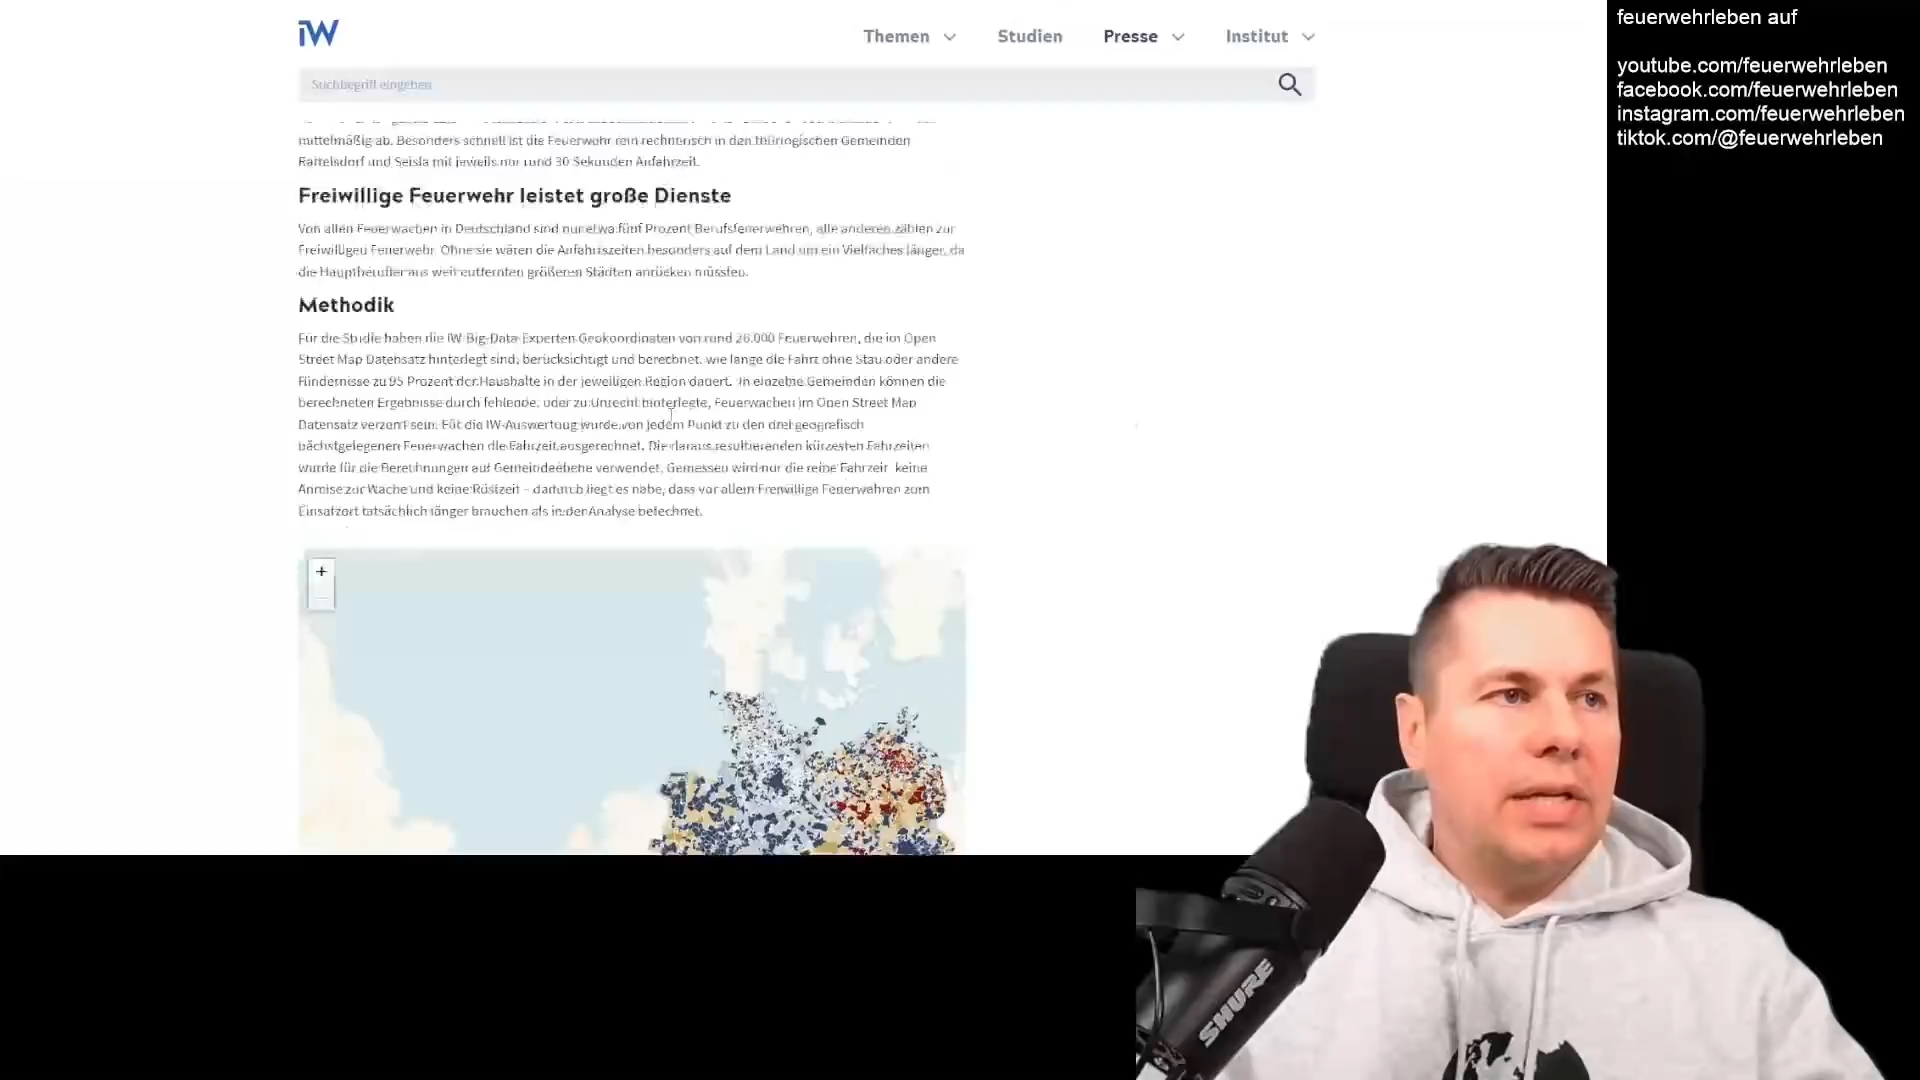 iW
Themen
Studien
Presse
Institut
Suchbegriff eingeben
mittelmäßig ab. Besonders schnell ist die Feuerwehr rein rechnerisch in den thüringischen Gemeinden
Rattelsdorf und Seisla mit jeweils nur rund 30 Sekunden Anfahrzeit.
Freiwillige Feuerwehr leistet große Dienste
Von allen Feuerwachen in Deutschland sind nur etwa fünf Prozent Berufsfeuerwehren, alle anderen zählen zur
Freiwilligen Feuerwehr. Ohne sie wären die Anfahrtszeiten besonders auf dem Land um ein Vielfaches länger, da
die Hauptberufler aus weit entfernten größeren Städten anrücken müssten.
Methodik
Für die Studie haben die IW Big-Data-Experten Geokoordinaten von rund 26.000 Feuerwehren, die im Open
Street Map Datensatz hinterlegt sind, berücksichtigt und berechnet, wie lange die Fahrt ohne Stau oder andere
Hindernisse zu 95 Prozent der Haushalte in der jeweiligen Region dauert. In einzelne Gemeinden können die
berechneten Ergebnisse durch fehlende, oder zu Unrecht hinterlegte, Feuerwachen im Open Street Map
Datensatz verzerrt sein. Für die IW-Auswertung wurde von jedem Punkt zu den drei geografisch
nächstgelegenen Feuerwachen die Fahrzeit ausgerechnet. Die daraus resultierenden kürzesten Fahrzeiten
wurde für die Berechnungen auf Gemeindeebene verwendet. Gemessen wird nur die reine Fahrzeit, keine
Anreise zur Wache und keine Rüstzeit – dadurch liegt es nahe, dass vor allem Freiwillige Feuerwehren zum
Einsatzort tatsächlich länger brauchen als in der Analyse berechnet.
+
feuerwehrleben auf
youtube.com/feuerwehrleben
facebook.com/feuerwehrleben
instagram.com/feuerwehrleben
tiktok.com/@feuerwehrleben
SHURE